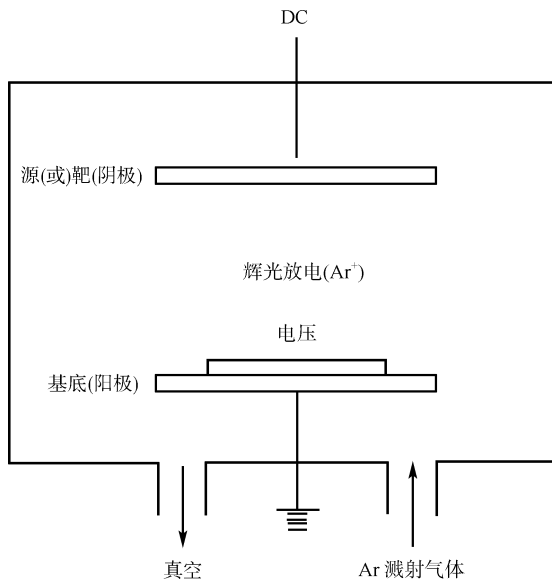 DC
源(或)靶(阴极)
辉光放电(Ar⁺)
电压
基底(阳极)
真空
Ar 溅射气体